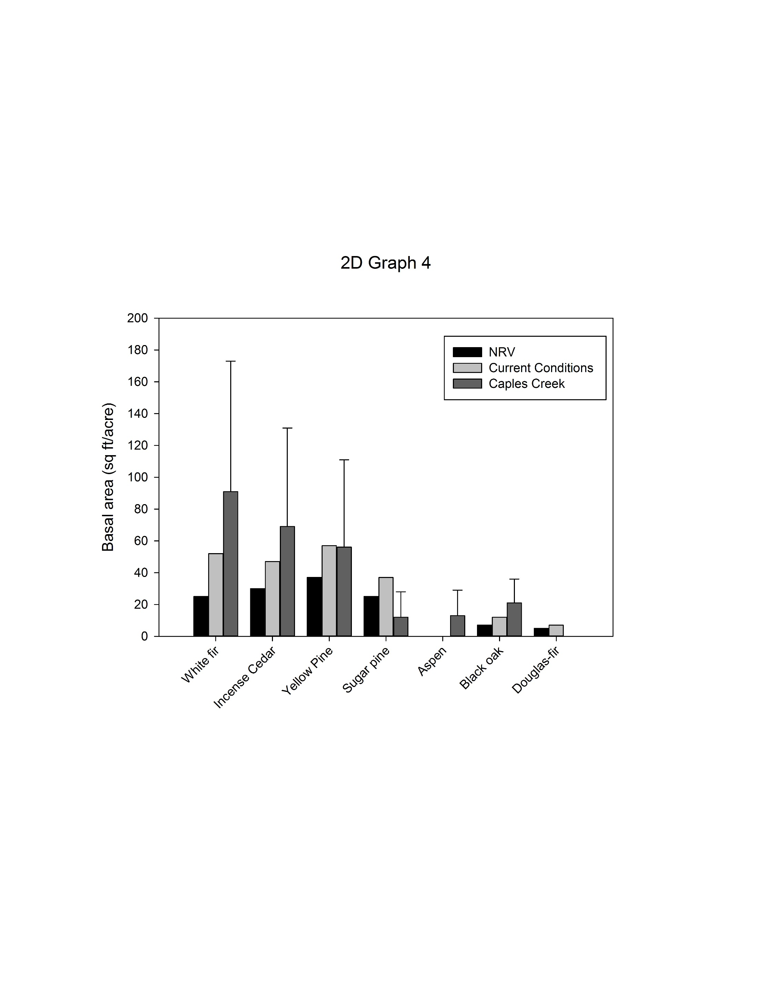 2D Graph 4
200
180
160
140
120
100
80
60
40
20
0
Basal area (sq ft/acre)
NRV
Current Conditions
Caples Creek
White fir
Incense Cedar
Yellow Pine
Sugar pine
Aspen
Black oak
Douglas-fir